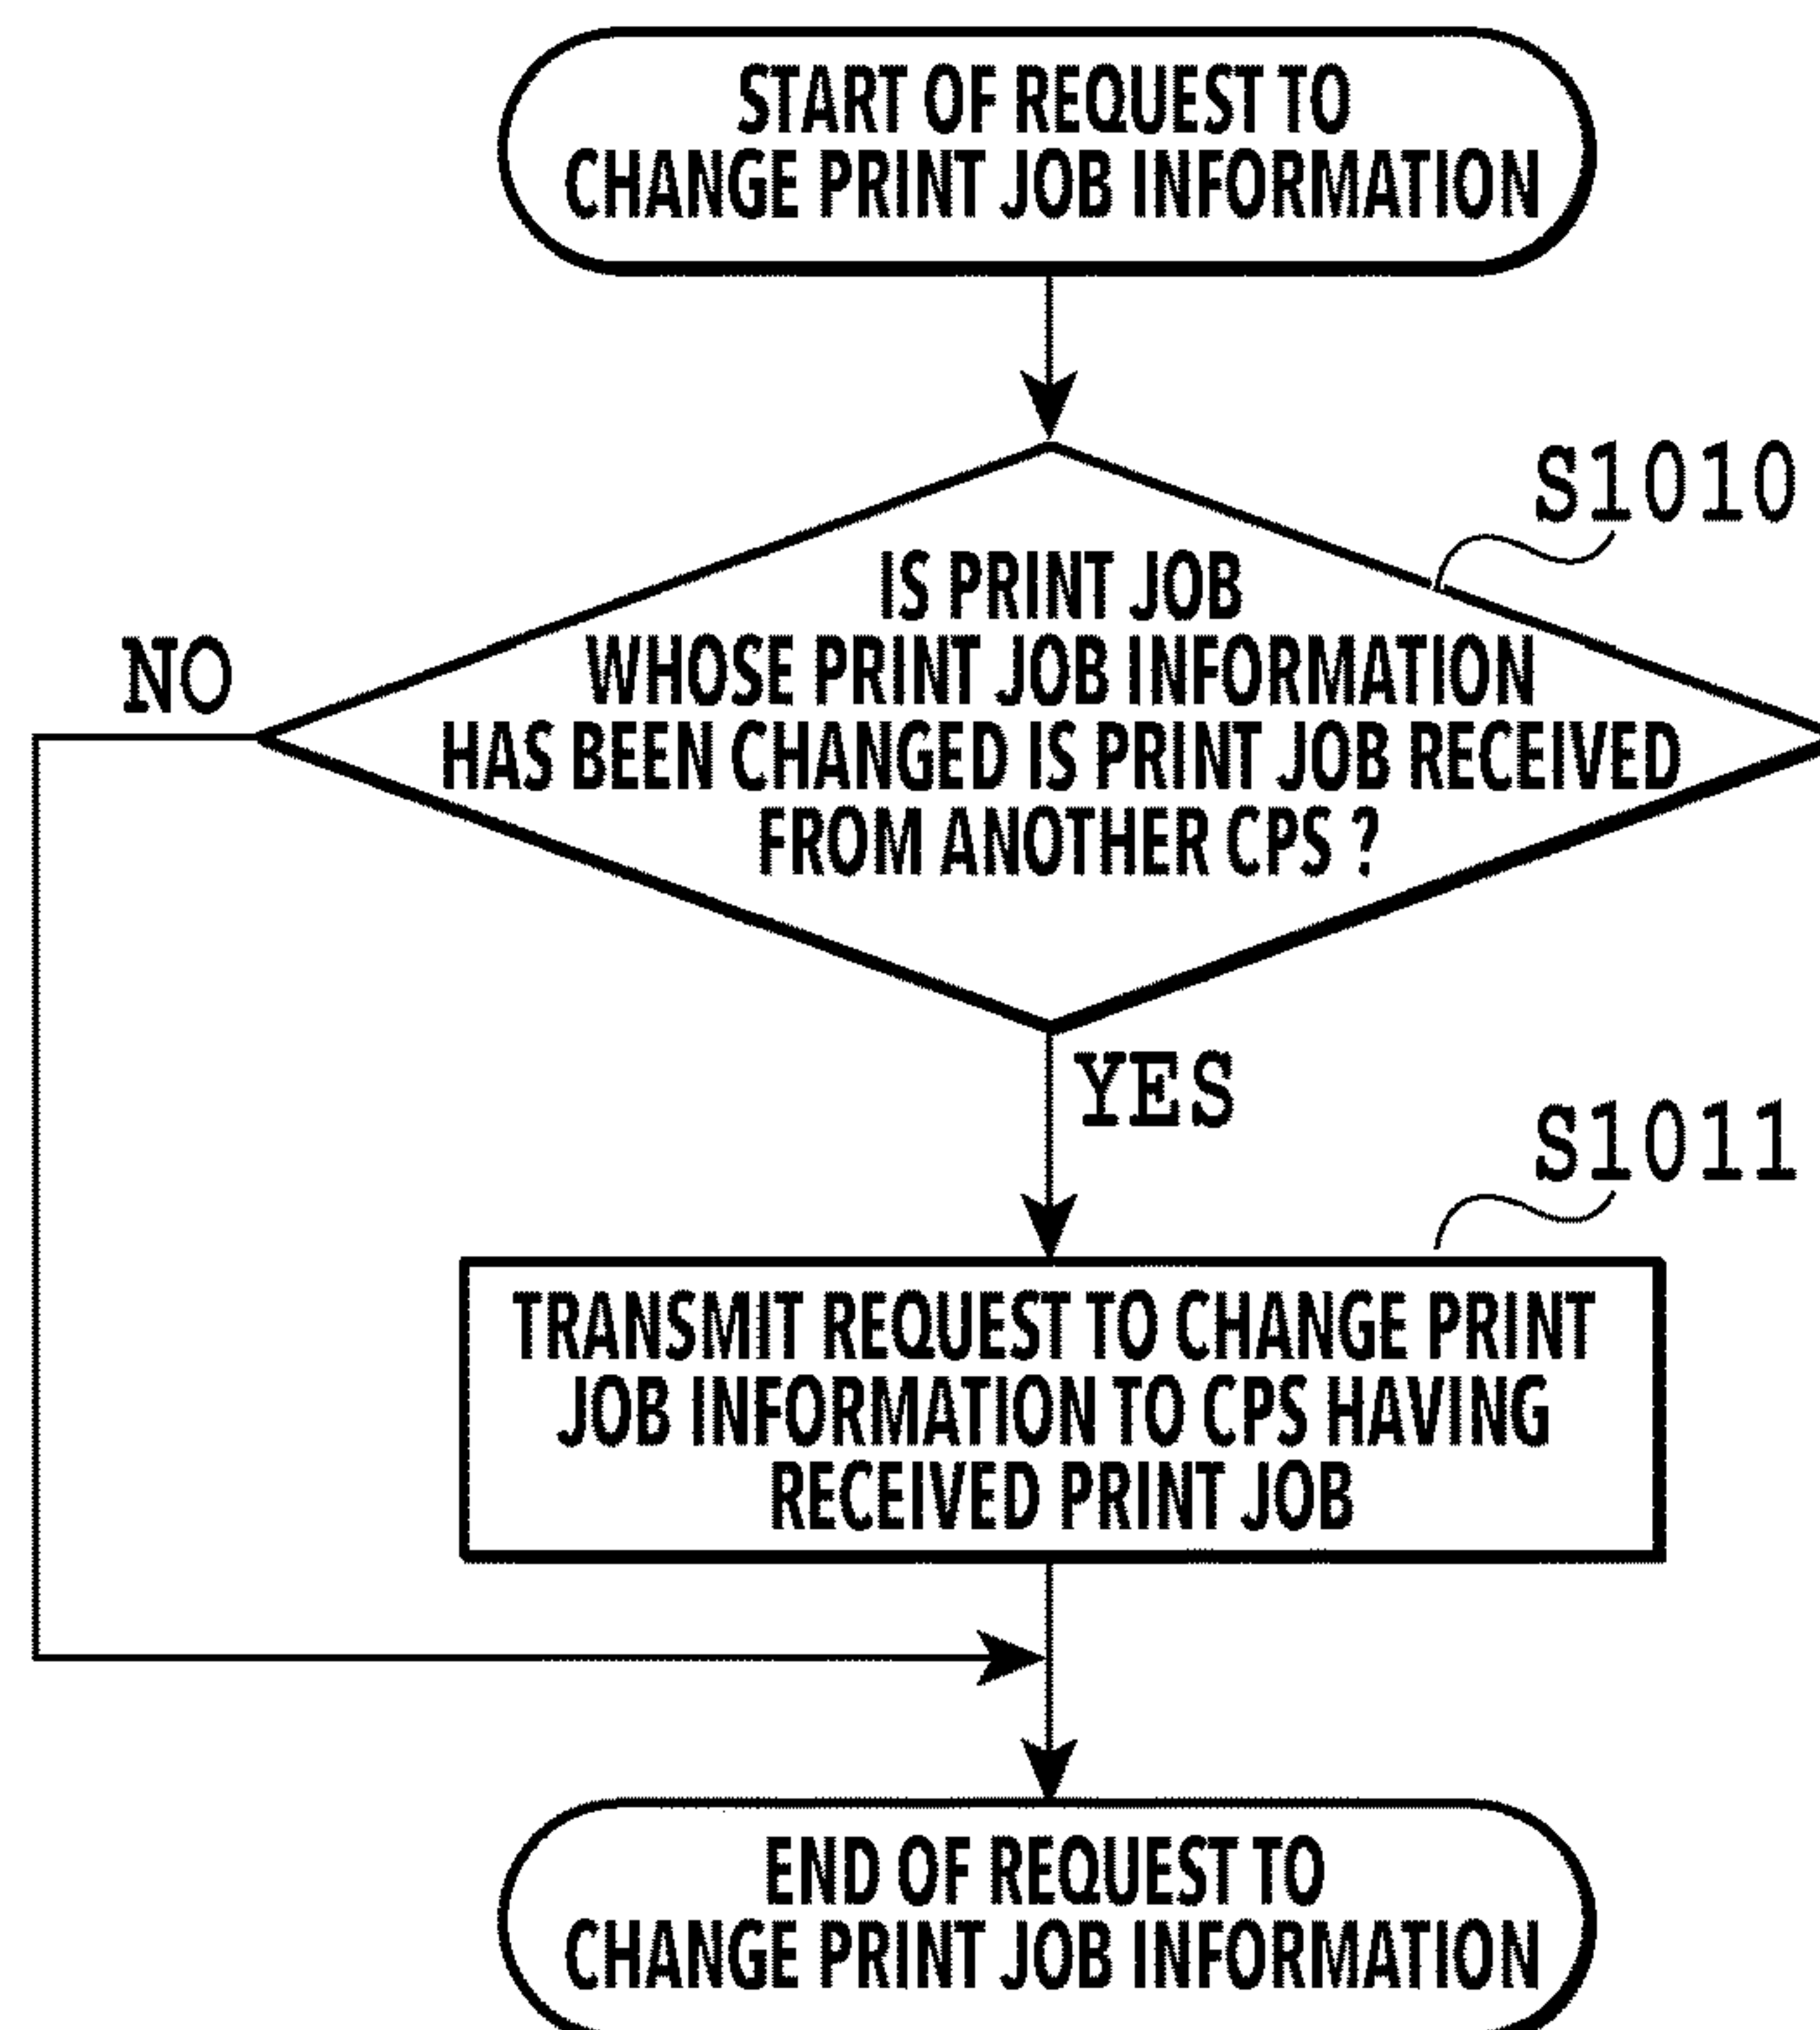 START OF REQUEST TO
CHANGE PRINT JOB INFORMATION
S1010
IS PRINT JOB
WHOSE PRINT JOB INFORMATION
HAS BEEN CHANGED IS PRINT JOB RECEIVED
FROM ANOTHER CPS ?
NO
YES
S1011
TRANSMIT REQUEST TO CHANGE PRINT
JOB INFORMATION TO CPS HAVING
RECEIVED PRINT JOB
END OF REQUEST TO
CHANGE PRINT JOB INFORMATION